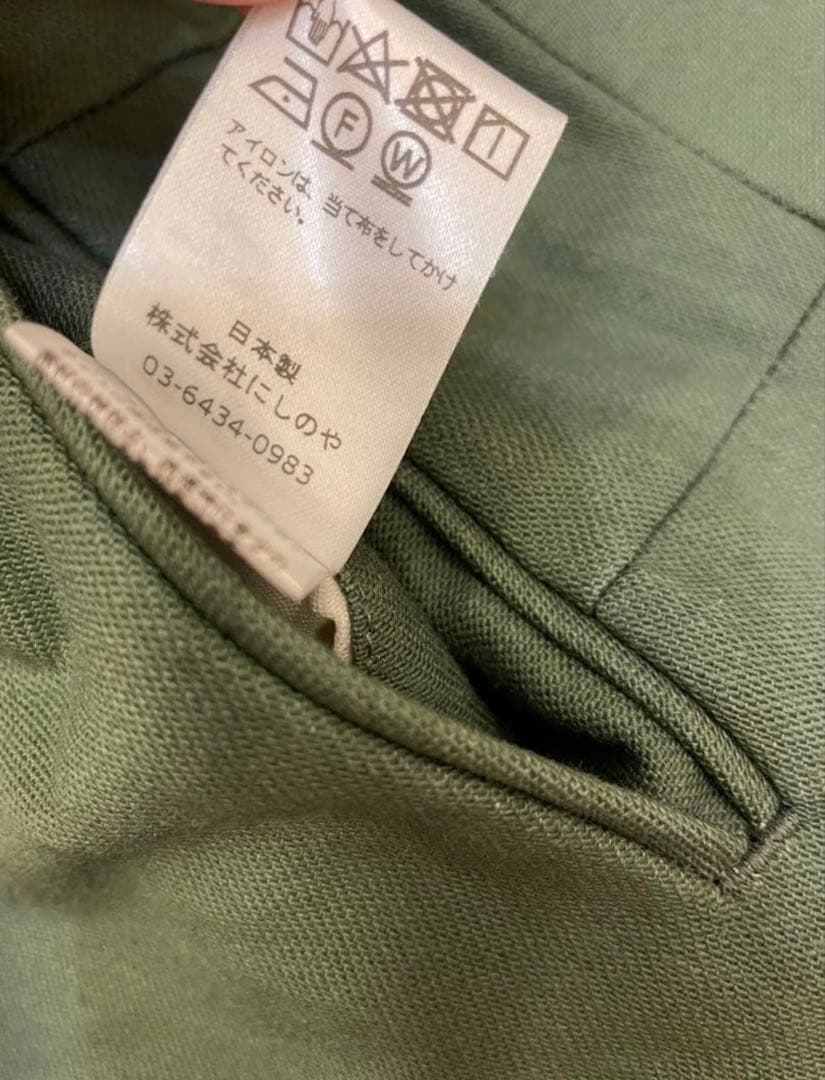 F W
アイロンは、当て布をしてかけ
てください。
日本製
株式会社にしのや
03-6434-0983